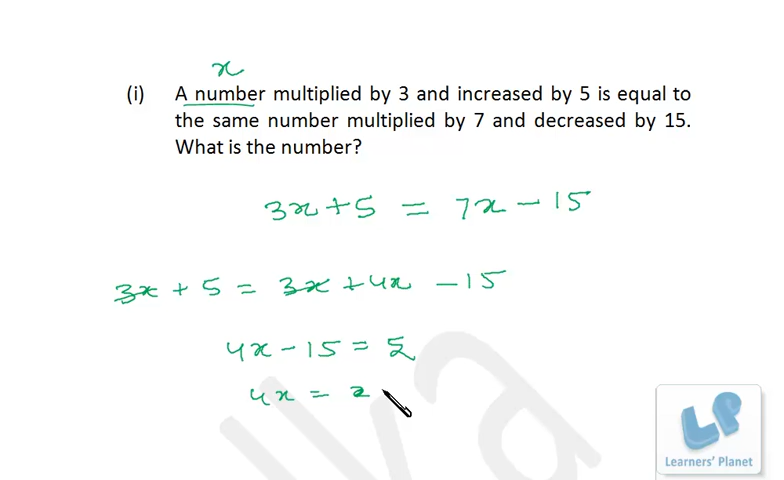 x
(i) A number multiplied by 3 and increased by 5 is equal to
the same number multiplied by 7 and decreased by 15.
What is the number?
3x + 5 = 7x - 15
3x + 5 = 3x + 4x - 15
4x - 15 = 5
4x = 2
LP
Learners' Planet